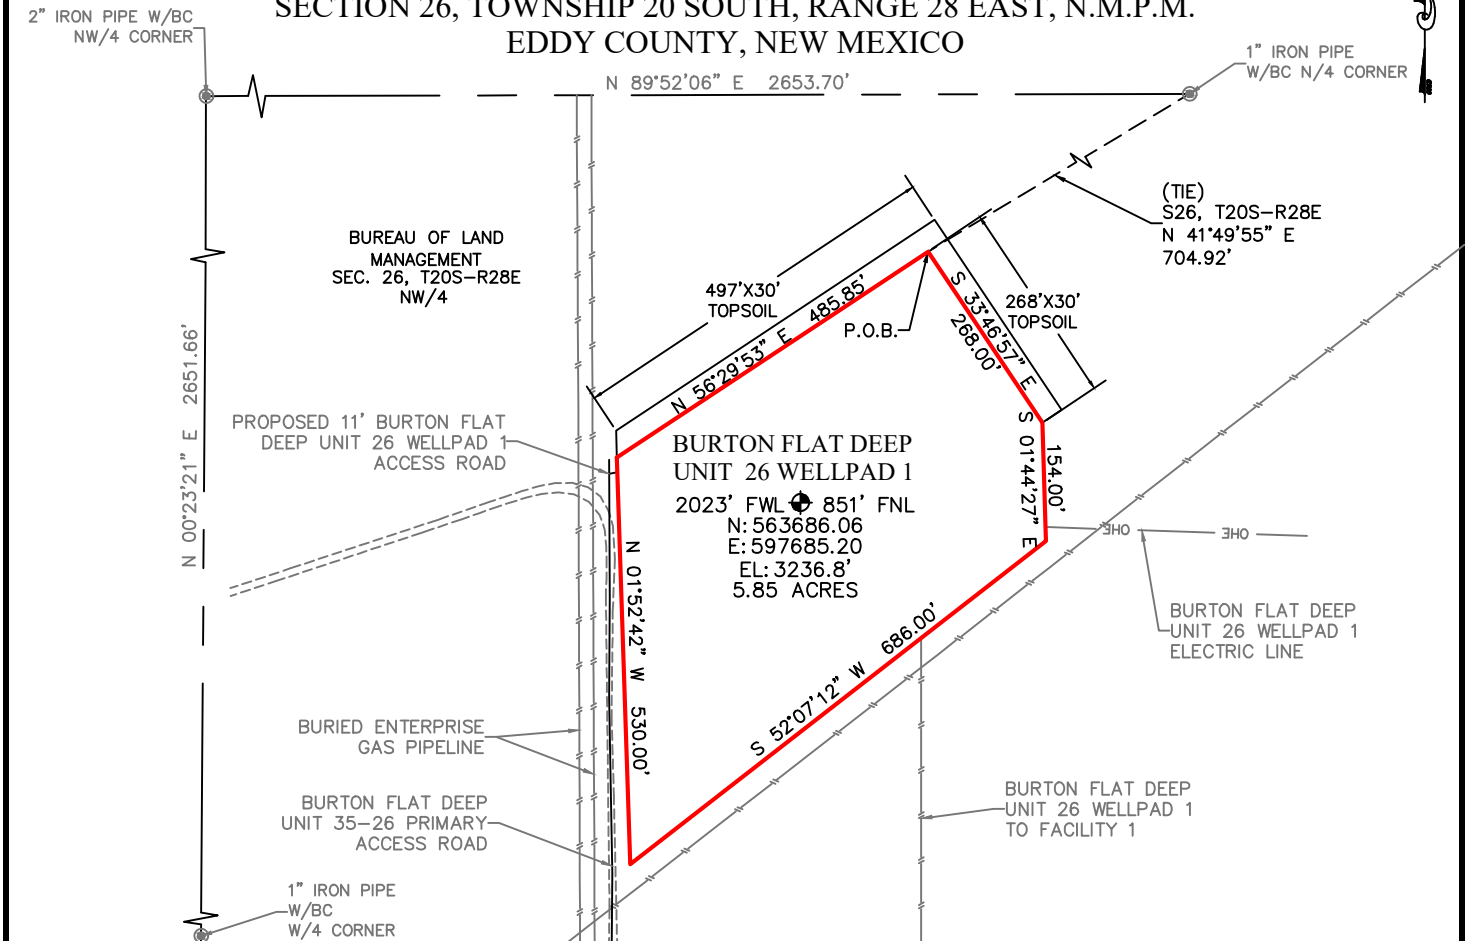 SECTION 26, TOWNSHIP 20 SOUTH, RANGE 28 EAST, N.M.P.M.
EDDY COUNTY, NEW MEXICO
2" IRON PIPE W/BC
NW/4 CORNER
N 89°52'06" E 2653.70'
1" IRON PIPE
W/BC N/4 CORNER
(TIE)
S26, T20S-R28E
N 41°49'55" E
704.92'
BUREAU OF LAND
MANAGEMENT
SEC. 26, T20S-R28E
NW/4
497'X30'
TOPSOIL
N 56°29'53" E 485.85'
P.O.B.
S 33°46'57" E
268.00'
268'X30'
TOPSOIL
N 00°23'21" E 2651.66'
PROPOSED 11' BURTON FLAT
DEEP UNIT 26 WELLPAD 1
ACCESS ROAD
BURTON FLAT DEEP
UNIT 26 WELLPAD 1
2023' FWL 851' FNL
N: 563686.06
E: 597685.20
EL: 3236.8'
5.85 ACRES
S 01°44'27" E
154.00'
OHE
OHE
N 01°52'42" W 530.00'
S 52°07'12" W 686.00'
BURTON FLAT DEEP
UNIT 26 WELLPAD 1
ELECTRIC LINE
BURIED ENTERPRISE
GAS PIPELINE
BURTON FLAT DEEP
UNIT 35-26 PRIMARY
ACCESS ROAD
BURTON FLAT DEEP
UNIT 26 WELLPAD 1
TO FACILITY 1
1" IRON PIPE
W/BC
W/4 CORNER